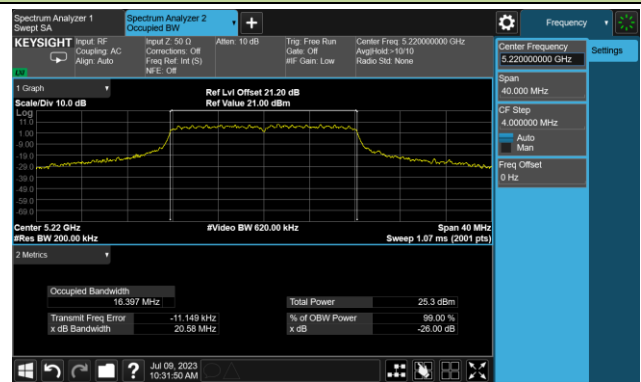 Spectrum Analyzer 1
Swept SA
Spectrum Analyzer 2
Occupied BW
+
Frequency
KEYSIGHT
Input: RF
Coupling: AC
Align: Auto
Input Z: 50 Ω
Corrections: Off
Freq Ref: Int (S)
NFE: Off
Atten: 10 dB
Trig: Free Run
Gate: Off
#IF Gain: Low
Center Freq: 5.220000000 GHz
Avg|Hold:>10/10
Radio Std: None
Center Frequency
5.220000000 GHz
Settings
Span
40.000 MHz
CF Step
4.000000 MHz
Auto
Man
Freq Offset
0 Hz
1 Graph
Scale/Div 10.0 dB
Ref Lvl Offset 21.20 dB
Ref Value 21.00 dBm
Log
11.0
1.00
-9.00
-19.0
-29.0
-39.0
-49.0
-59.0
-69.0
Center 5.22 GHz
#Res BW 200.00 kHz
#Video BW 620.00 kHz
Span 40 MHz
Sweep 1.07 ms (2001 pts)
2 Metrics
Occupied Bandwidth
16.397 MHz
Total Power 25.3 dBm
Transmit Freq Error -11.149 kHz
% of OBW Power 99.00 %
x dB Bandwidth 20.58 MHz
x dB -26.00 dB
?
Jul 09, 2023
10:31:50 AM